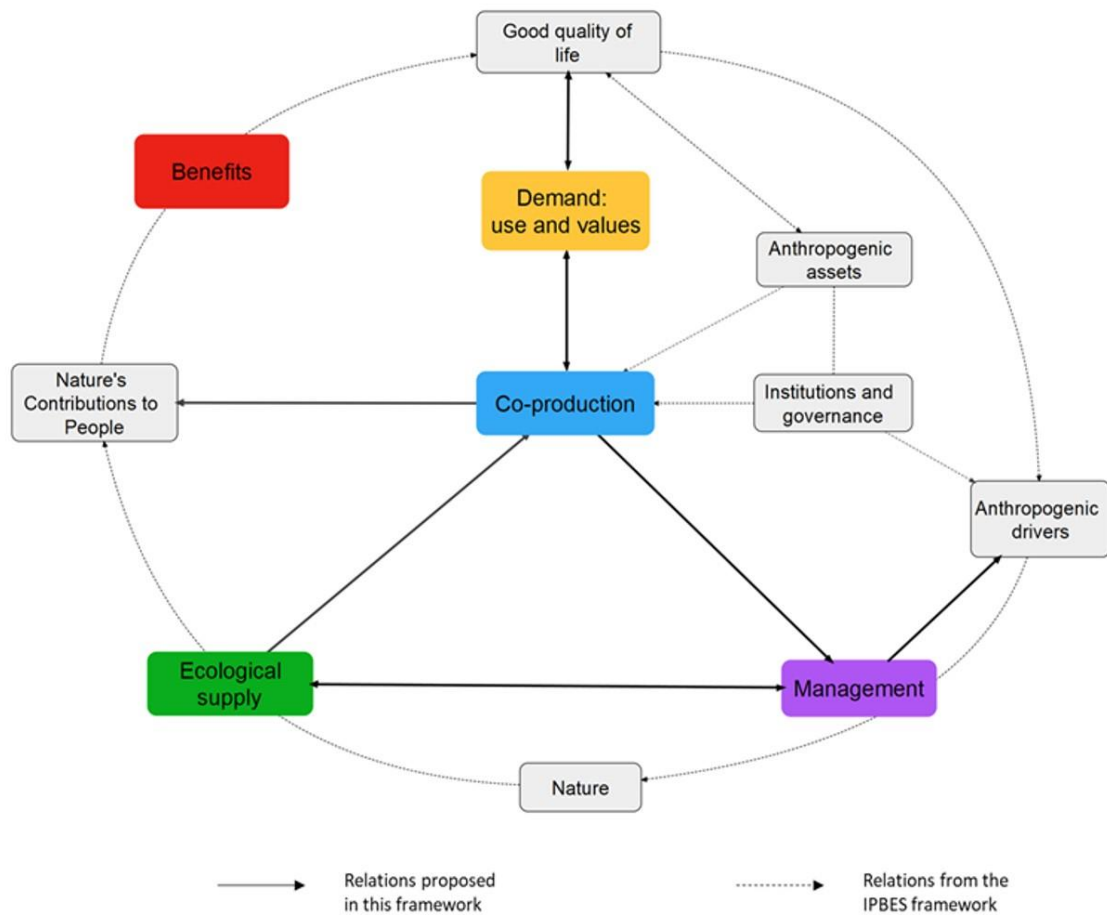 Good quality of
life
Benefits
Demand:
use and values
Anthropogenic
assets
Nature's
Contributions to
People
Co-production
Institutions and
governance
Anthropogenic
drivers
Ecological
supply
Management
Nature
Relations proposed
in this framework
Relations from the
IPBES framework